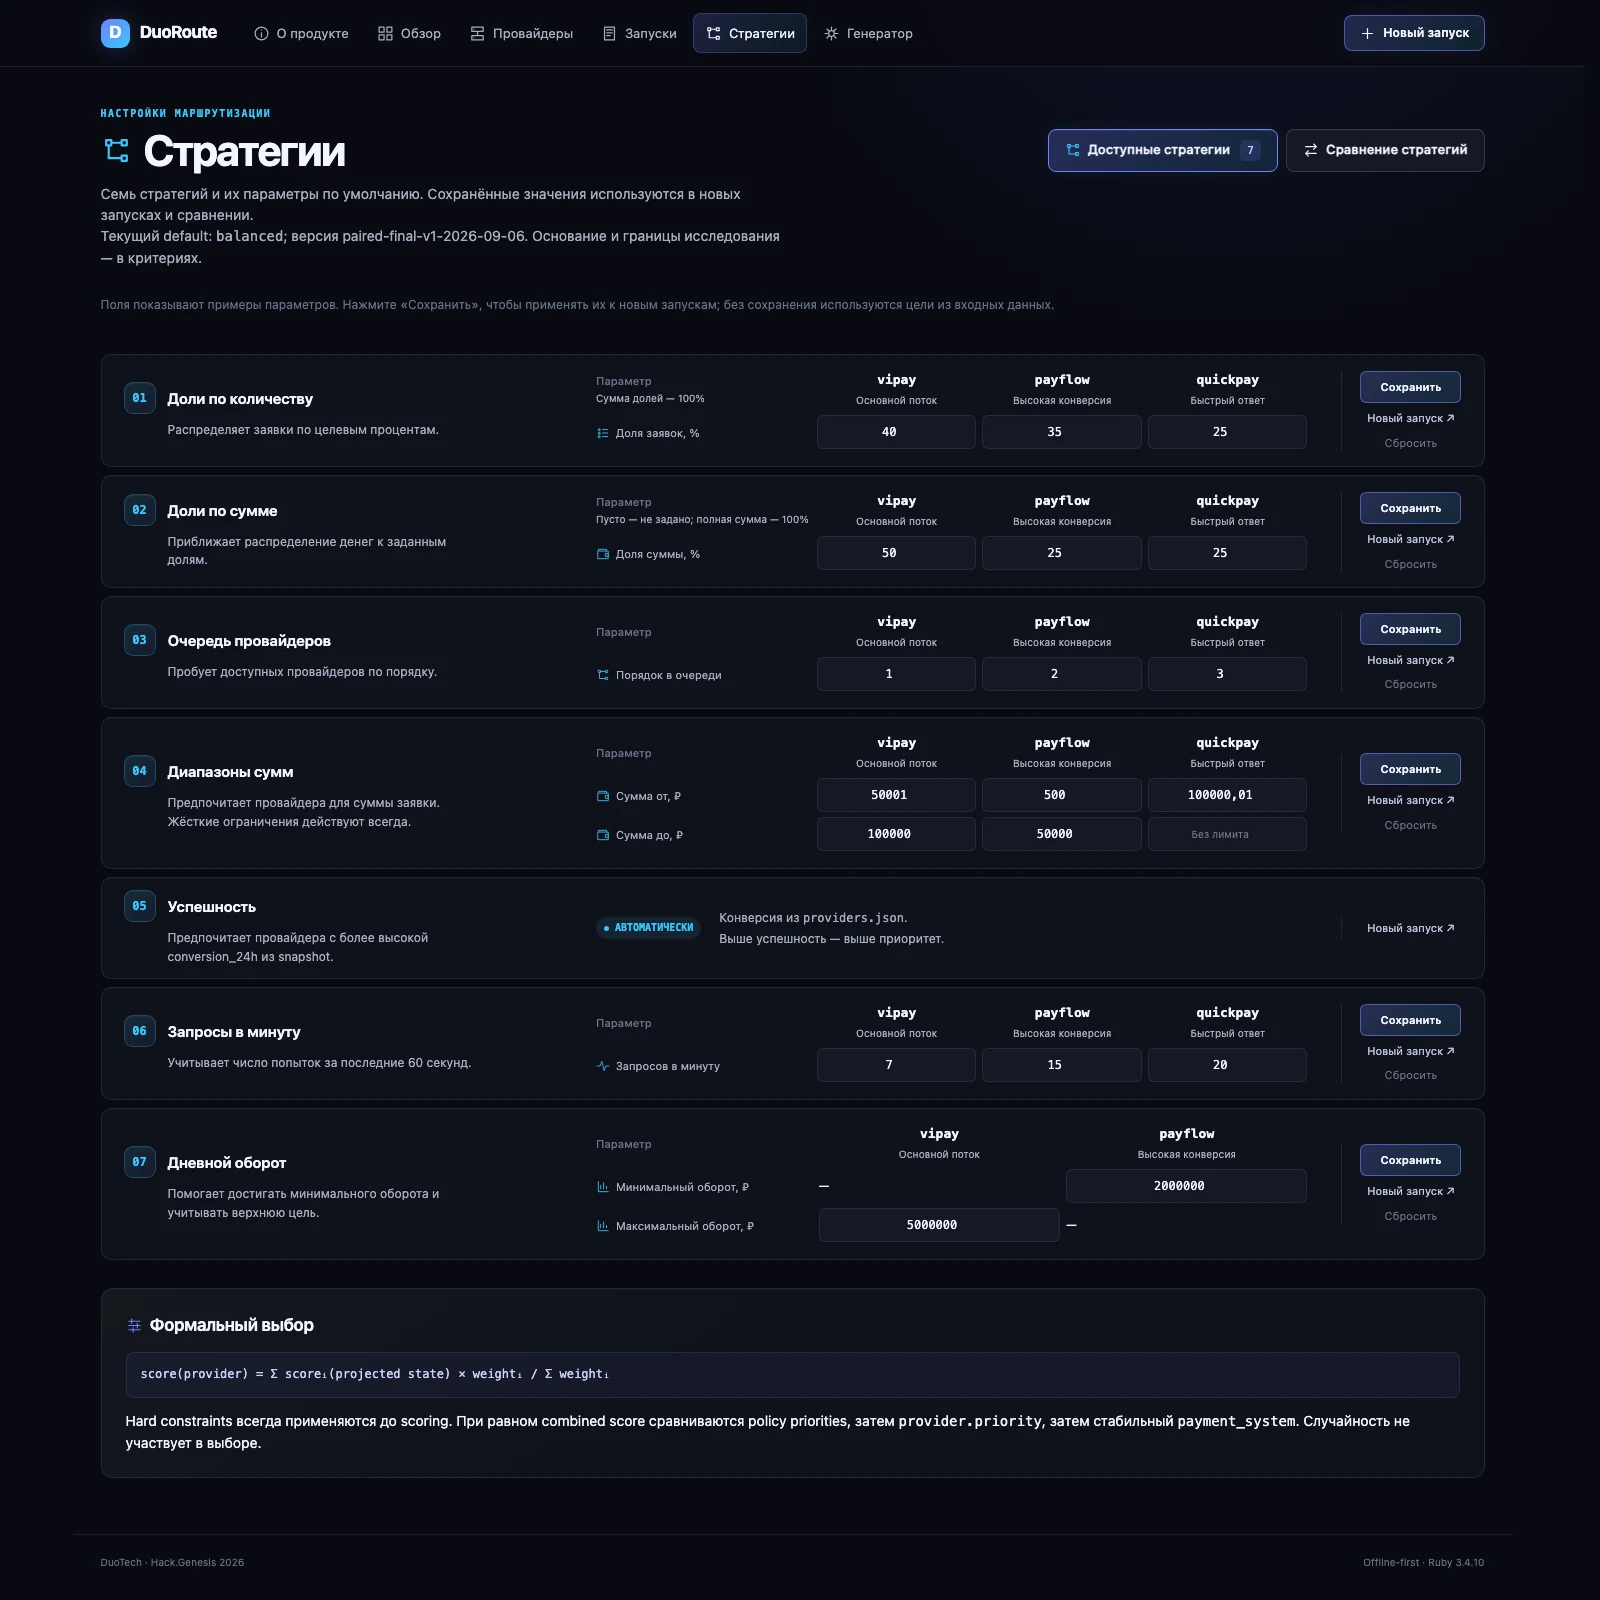 D DuoRoute О продукте Обзор Провайдеры Запуски Стратегии Генератор Новый запуск
НАСТРОЙКИ МАРШРУТИЗАЦИИ
Стратегии
Доступные стратегии 7 Сравнение стратегий
Семь стратегий и их параметры по умолчанию. Сохранённые значения используются в новых
запусках и сравнении.
Текущий default: balanced; версия paired-final-v1-2026-09-06. Основание и границы исследования
— в критериях.
Поля показывают примеры параметров. Нажмите «Сохранить», чтобы применять их к новым запускам; без сохранения используются цели из входных данных.
01 Доли по количеству
Распределяет заявки по целевым процентам.
Параметр
Сумма долей — 100%
vipay payflow quickpay
Основной поток Высокая конверсия Быстрый ответ
Доля заявок, % 40 35 25
Сохранить
Новый запуск ↗
Сбросить
02 Доли по сумме
Приближает распределение денег к заданным
долям.
Параметр
Пусто — не задано; полная сумма — 100%
vipay payflow quickpay
Основной поток Высокая конверсия Быстрый ответ
Доля суммы, % 50 25 25
Сохранить
Новый запуск ↗
Сбросить
03 Очередь провайдеров
Пробует доступных провайдеров по порядку.
Параметр
vipay payflow quickpay
Основной поток Высокая конверсия Быстрый ответ
Порядок в очереди 1 2 3
Сохранить
Новый запуск ↗
Сбросить
04 Диапазоны сумм
Предпочитает провайдера для суммы заявки.
Жёсткие ограничения действуют всегда.
Параметр
vipay payflow quickpay
Основной поток Высокая конверсия Быстрый ответ
Сумма от, ₽ 50001 500 100000,01
Сумма до, ₽ 100000 50000 Без лимита
Сохранить
Новый запуск ↗
Сбросить
05 Успешность
Предпочитает провайдера с более высокой
conversion_24h из snapshot.
АВТОМАТИЧЕСКИ
Конверсия из providers.json.
Выше успешность — выше приоритет.
Новый запуск ↗
06 Запросы в минуту
Учитывает число попыток за последние 60 секунд.
Параметр
vipay payflow quickpay
Основной поток Высокая конверсия Быстрый ответ
Запросов в минуту 7 15 20
Сохранить
Новый запуск ↗
Сбросить
07 Дневной оборот
Помогает достигать минимального оборота и
учитывать верхнюю цель.
Параметр
vipay payflow
Основной поток Высокая конверсия
Минимальный оборот, ₽ — 2000000
Максимальный оборот, ₽ 5000000 —
Сохранить
Новый запуск ↗
Сбросить
Формальный выбор
score(provider) = Σ scoreᵢ(projected state) × weightᵢ / Σ weightᵢ
Hard constraints всегда применяются до scoring. При равном combined score сравниваются policy priorities, затем provider.priority, затем стабильный payment_system. Случайность не
участвует в выборе.
DuoTech · Hack.Genesis 2026 Offline-first · Ruby 3.4.10